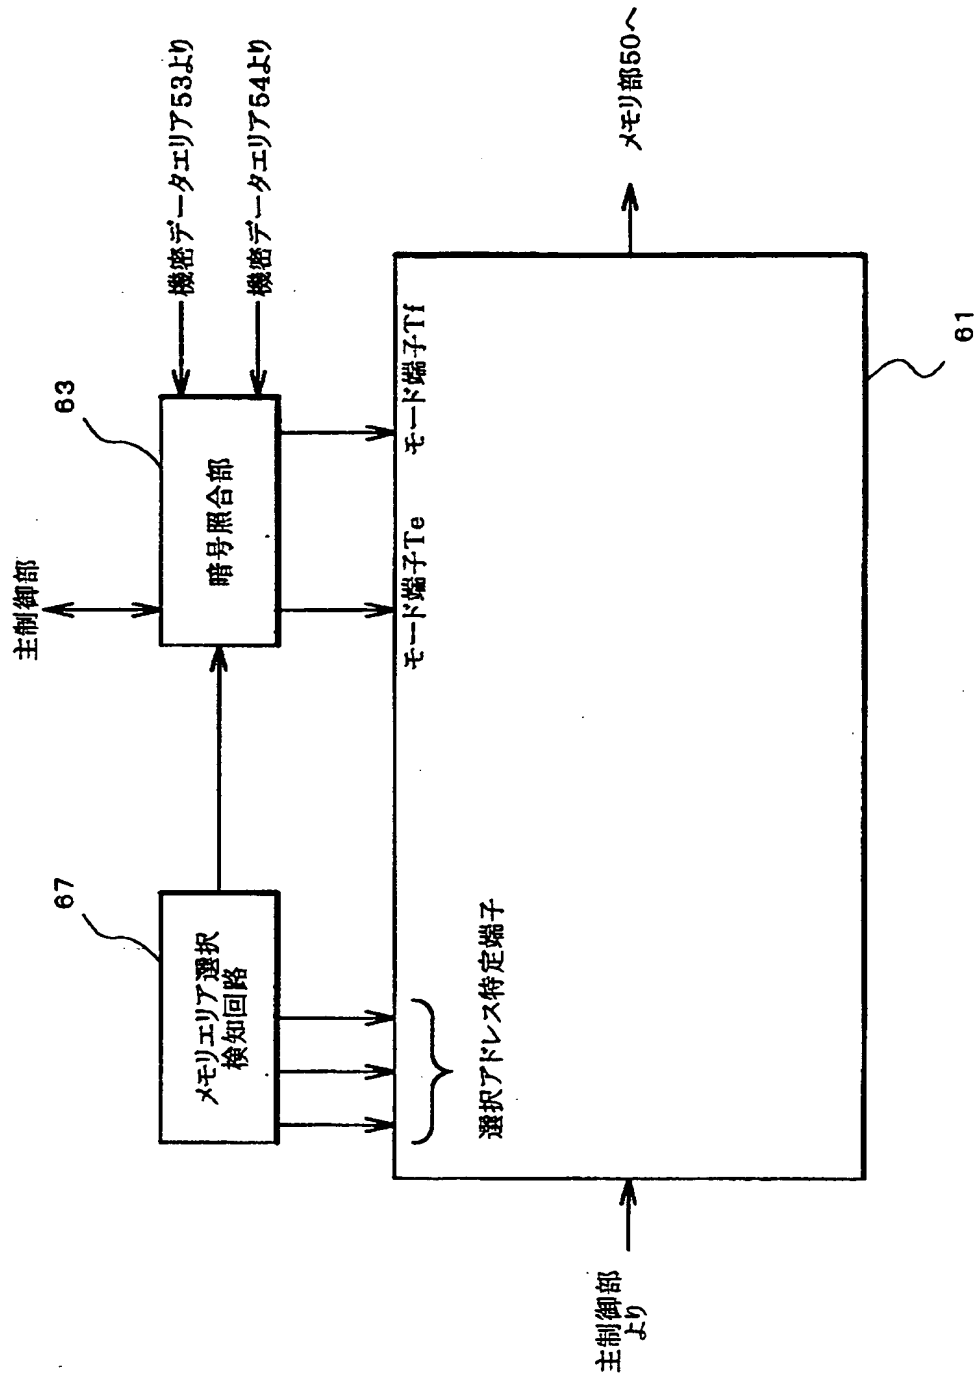 主制御部
機密データエリア53より
機密データエリア54より
67
63
メモリエリア選択
検知回路
暗号照合部
モード端子Te
モード端子Tf
選択アドレス特定端子
主制御部
より
メモリ部50へ
61